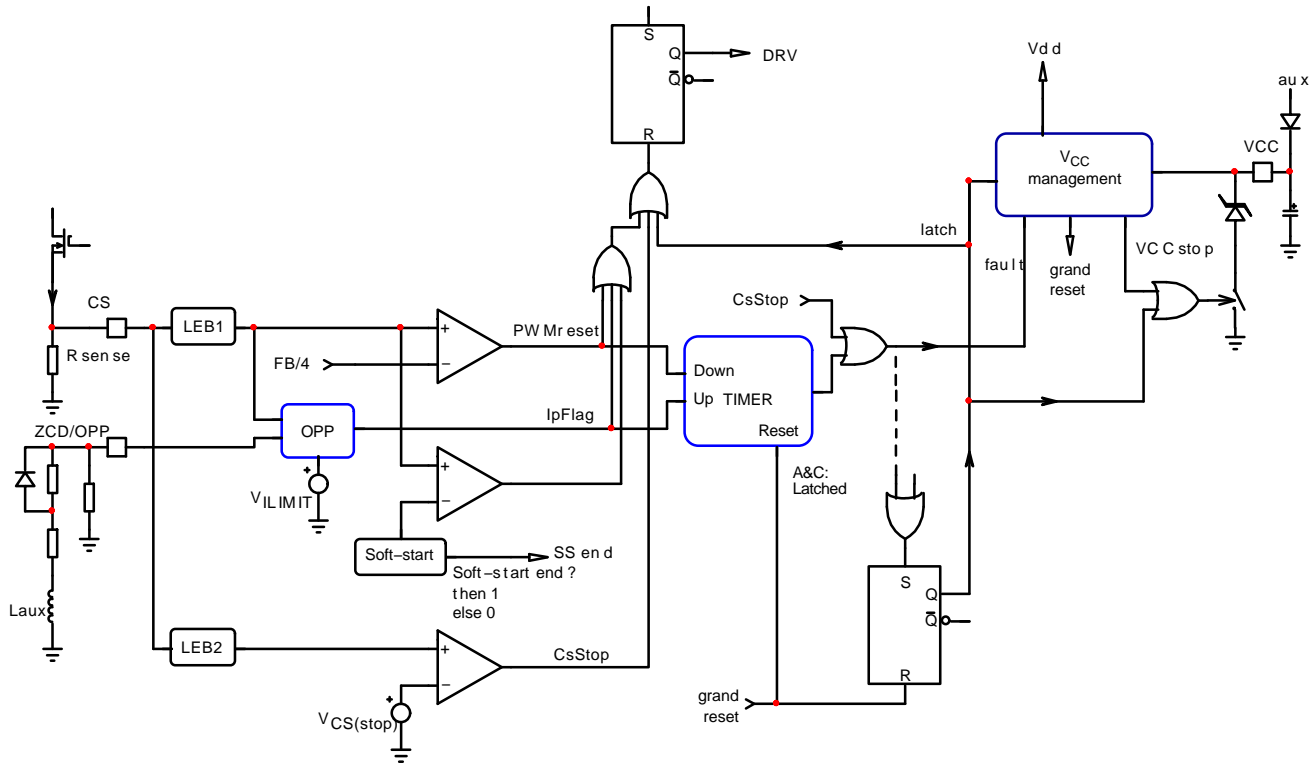 S
Q
DRV
Q
R
Vdd
aux
VCC
VCC
management
latch
fault
grand
reset
VCCstop
CS
LEB1
Rsense
FB/4
PWMreset
CsStop
Down
Up TIMER
Reset
IpFlag
ZCD/OPP
OPP
VILIMIT
A&C:
Latched
Soft-start
SS end
Soft-start end ?
then 1
else 0
Laux
S
Q
Q
R
LEB2
CsStop
VCS(stop)
grand
reset
+
−
+
−
+
−
+
+
+